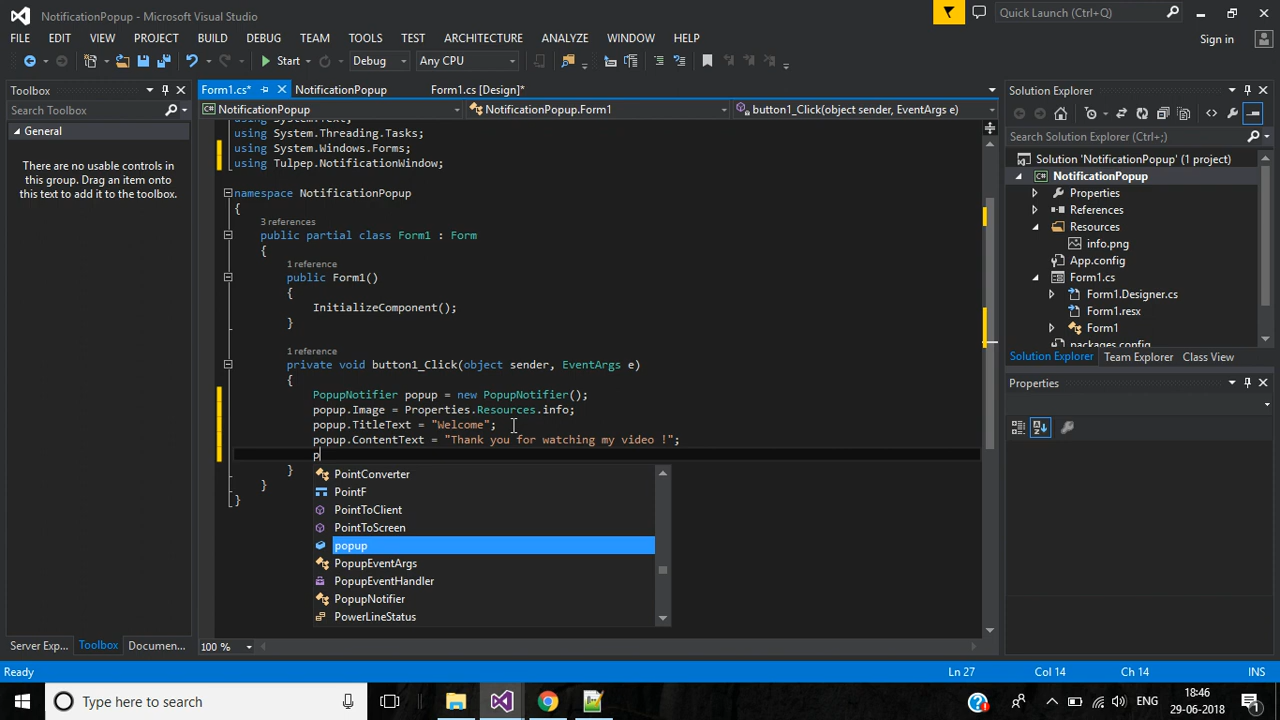 NotificationPopup - Microsoft Visual Studio
Quick Launch (Ctrl+Q)
FILE EDIT VIEW PROJECT BUILD DEBUG TEAM TOOLS TEST ARCHITECTURE ANALYZE WINDOW HELP
Sign in
Start Debug Any CPU
Toolbox
Search Toolbox
General
There are no usable controls in
this group. Drag an item onto
this text to add it to the toolbox.
Server Exp... Toolbox Documen...
Form1.cs* NotificationPopup Form1.cs [Design]*
NotificationPopup NotificationPopup.Form1 button1_Click(object sender, EventArgs e)
using System.Text;
using System.Threading.Tasks;
using System.Windows.Forms;
using Tulpep.NotificationWindow;
namespace NotificationPopup
{
3 references
public partial class Form1 : Form
{
1 reference
public Form1()
{
InitializeComponent();
}
1 reference
private void button1_Click(object sender, EventArgs e)
{
PopupNotifier popup = new PopupNotifier();
popup.Image = Properties.Resources.info;
popup.TitleText = "Welcome";
popup.ContentText = "Thank you for watching my video !";
p
}
}
}
PointConverter
PointF
PointToClient
PointToScreen
popup
PopupEventArgs
PopupEventHandler
PopupNotifier
PowerLineStatus
100 %
Solution Explorer
Search Solution Explorer (Ctrl+;)
Solution 'NotificationPopup' (1 project)
NotificationPopup
Properties
References
Resources
info.png
App.config
Form1.cs
Form1.Designer.cs
Form1.resx
Form1
packages.config
Solution Explorer Team Explorer Class View
Properties
Ready Ln 27 Col 14 Ch 14 INS
Type here to search
ENG
18:46
29-06-2018